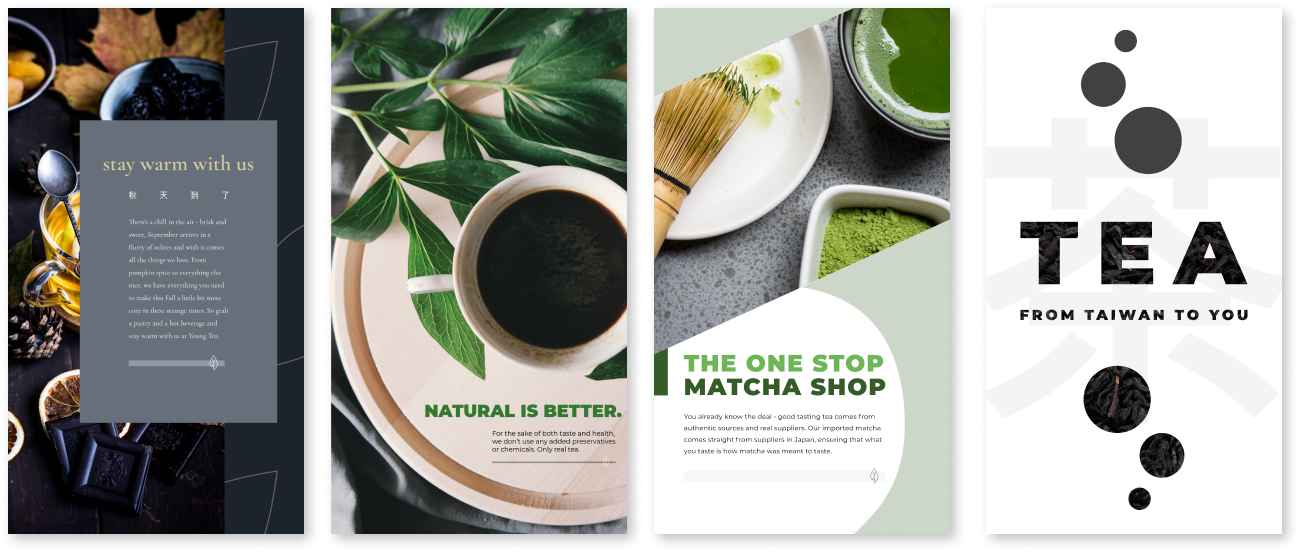 stay warm with us
秋 天 到 了
There's a chill in the air - brisk and
sweet, September arrives in a
flurry of ochres and with it comes
all the things we love. From
pumpkin spice to everything else
nice, we have everything you need
to make this Fall a little bit more
cozy in these strange times. So grab
a pastry and a hot beverage and
stay warm with us at Young Tea.
NATURAL IS BETTER.
For the sake of both taste and health,
we don't use any added preservatives
or chemicals. Only real tea.
THE ONE STOP
MATCHA SHOP
You already know the deal - good tasting tea comes from
authentic sources and real suppliers. Our imported matcha
comes straight from suppliers in Japan, ensuring that what
you taste is how matcha was meant to taste.
茶
TEA
FROM TAIWAN TO YOU